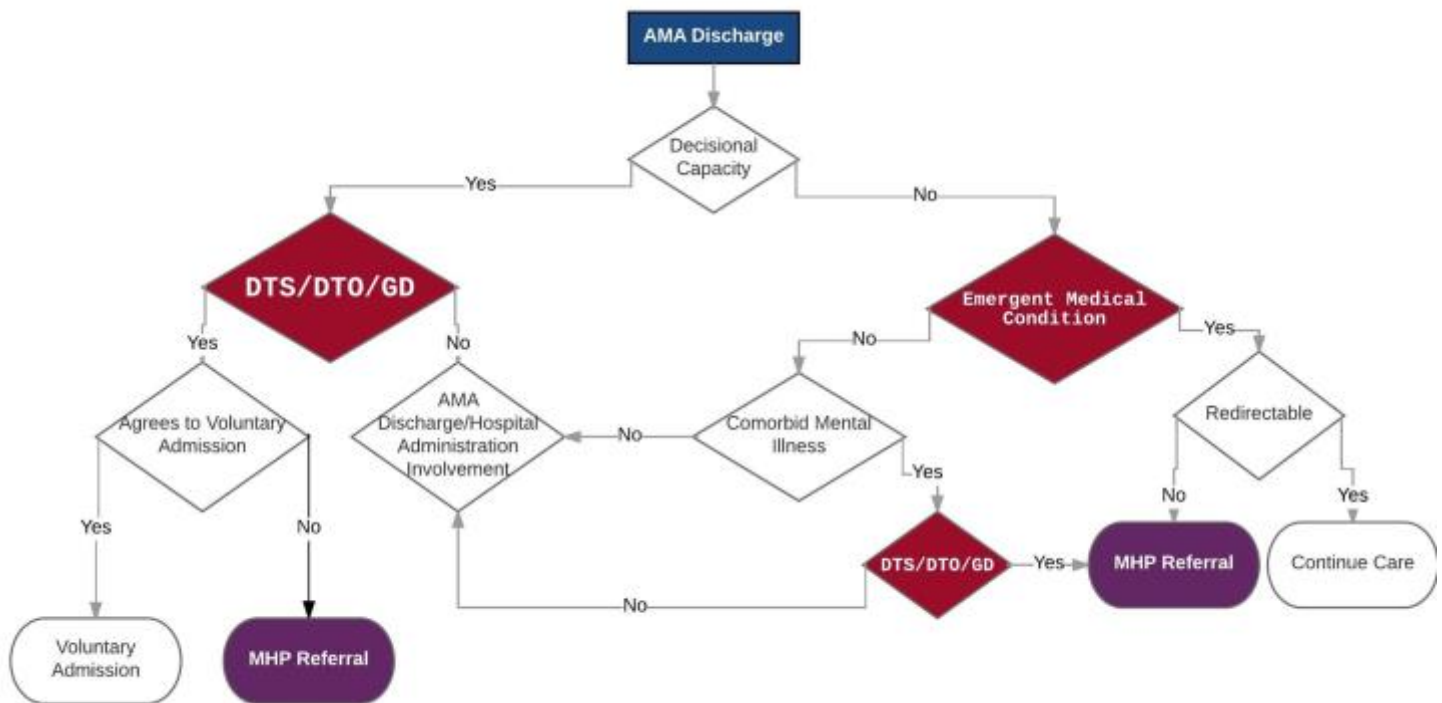 AMA Discharge
Decisional
Capacity
Yes
No
DTS/DTO/GD
Emergent Medical
Condition
Yes
No
No
Yes
Agrees to Voluntary
Admission
AMA
Discharge/Hospital
Administration
Involvement
No
Comorbid Mental
Illness
Redirectable
Yes
No
Yes
Yes
No
DTS/DTO/GD
Yes
MHP Referral
Continue Care
No
Voluntary
Admission
MHP Referral